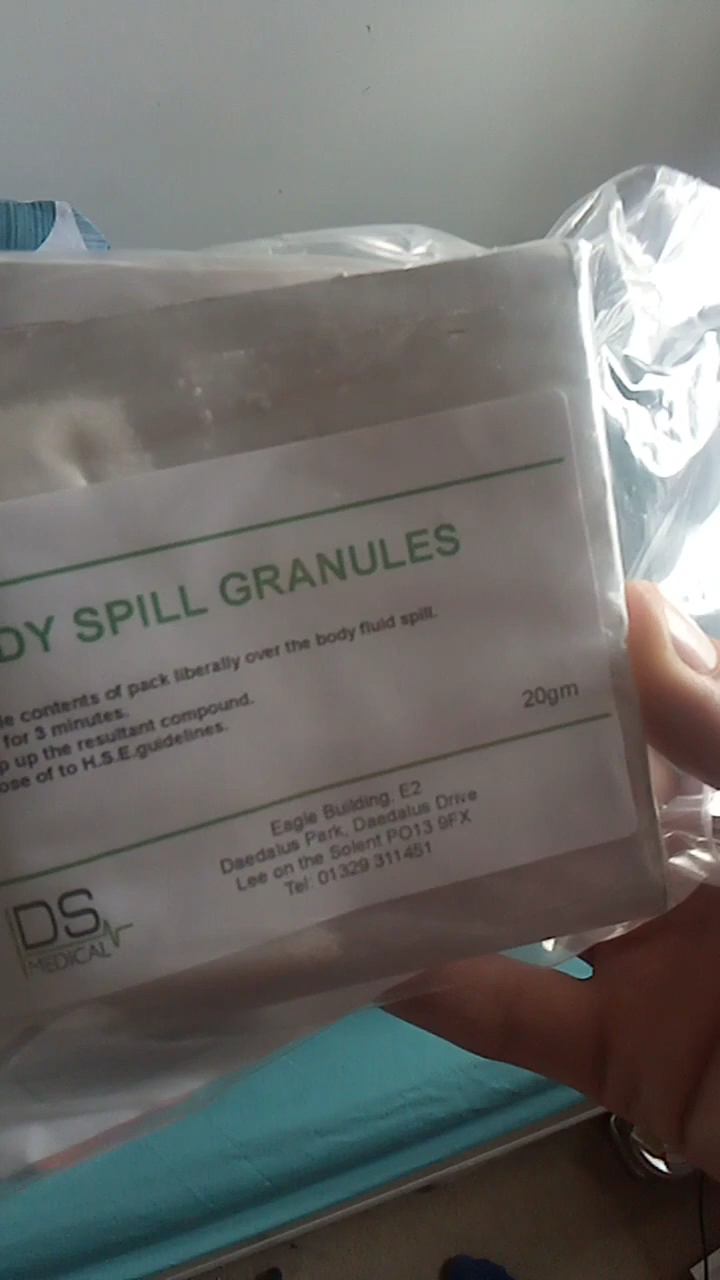 DY SPILL GRANULES
le contents of pack liberally over the body fluid spill.
for 3 minutes.
p up the resultant compound.
ose of to H.S.E.guidelines.
20gm
Eagle Building, E2
Daedalus Park, Daedalus Drive
Lee on the Solent PO13 9FX
Tel: 01329 311451
DS
MEDICAL